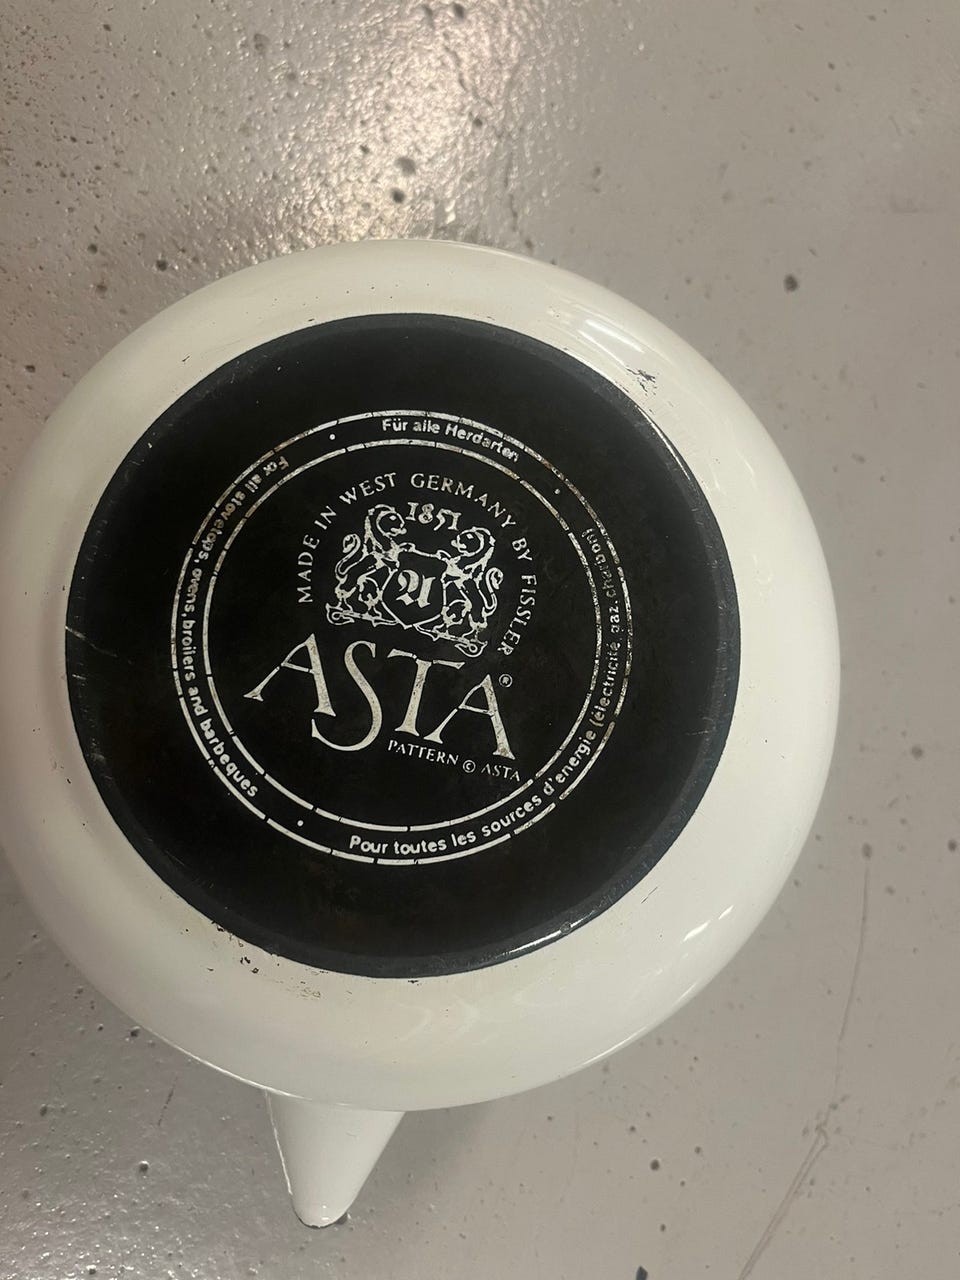 Für alle Herdarten
For all stovetops, ovens, broilers and barbeques
Pour toutes les sources d'energie (électricité, gaz, charbon)
MADE IN WEST GERMANY BY FISSLER
1851
A
ASTA®
PATTERN © ASTA